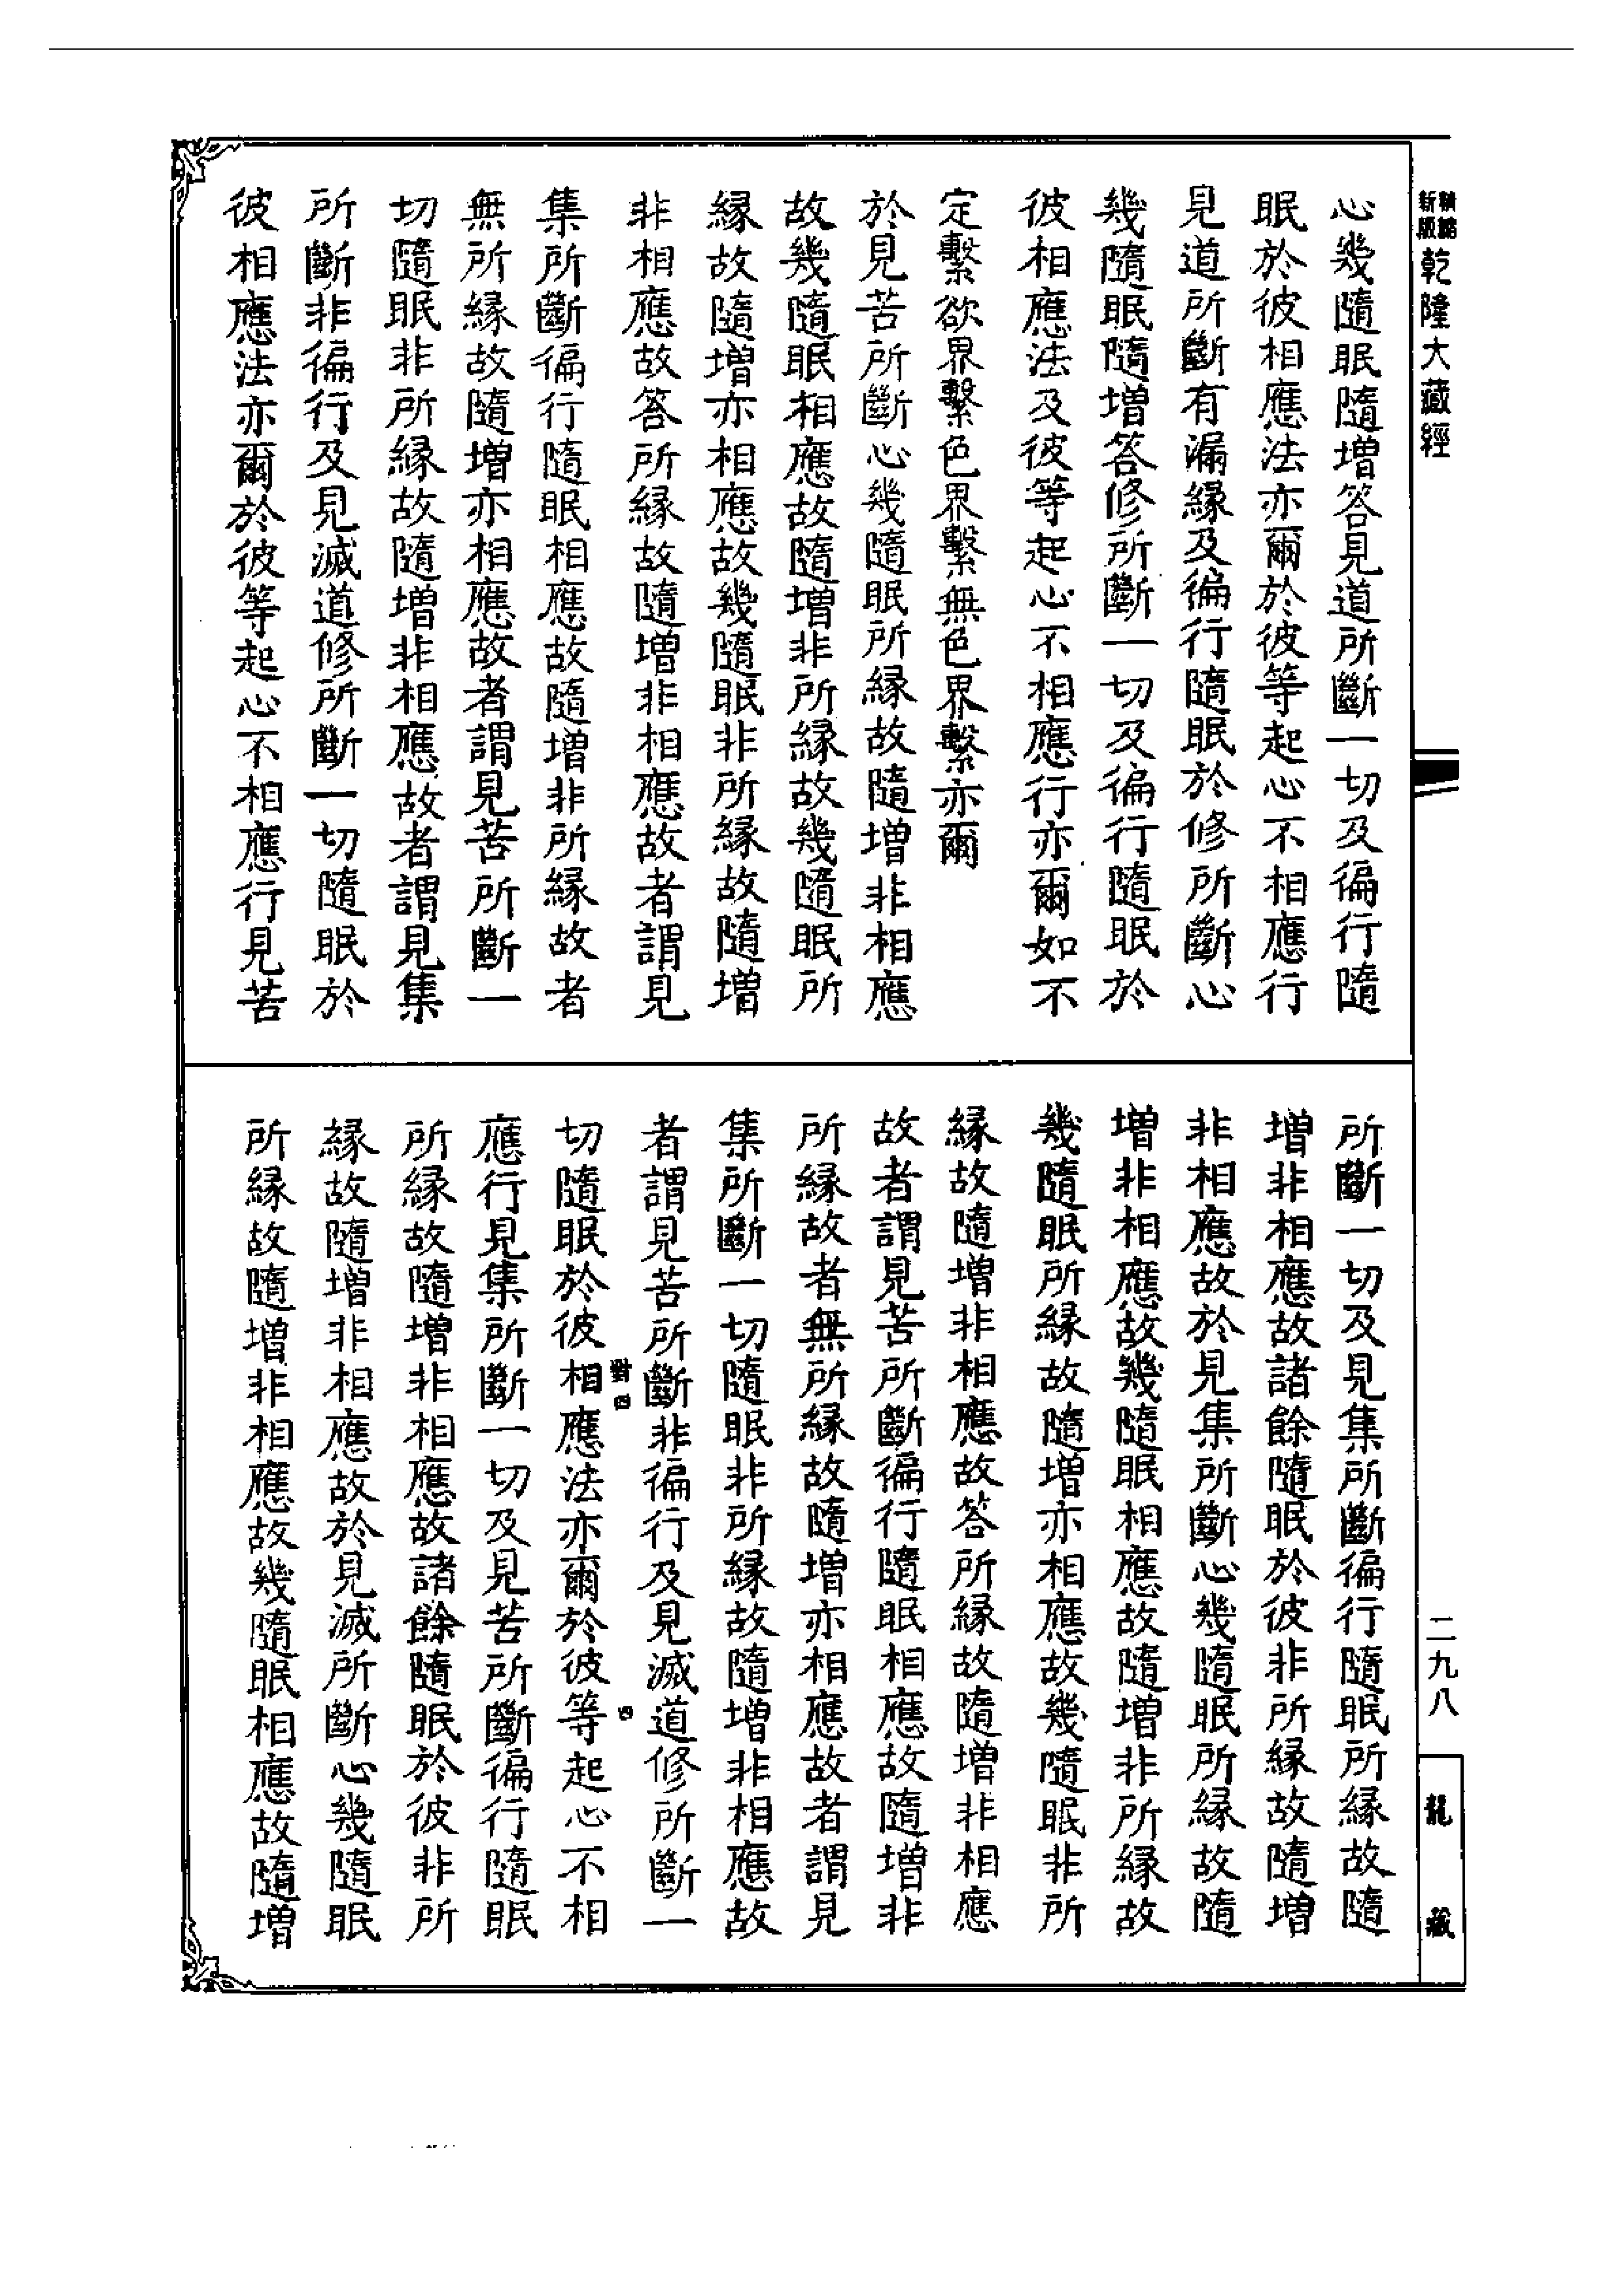 新版
精縮
乾隆大藏經
心幾隨眠隨增答見道所斷一切及徧行隨
眠於彼相應法亦爾於彼等起心不相應行
見道所斷有漏緣及徧行隨眠於修所斷心
幾隨眠隨增答修所斷一切及徧行隨眠於
彼相應法及彼等起心不相應行亦爾如不
定繫欲界繫色界繫無色界繫亦爾
於見苦所斷心幾隨眠所緣故隨增非相應
故幾隨眠相應故隨增非所緣故幾隨眠所
緣故隨增亦相應故幾隨眠非所緣故隨增
非相應故答所緣故隨增非相應故者謂見
集所斷徧行隨眠相應故隨增非所緣故者
無所緣故隨增亦相應故者謂見苦所斷一
切隨眠非所緣故隨增非相應故者謂見集
所斷非徧行及見滅道修所斷一切隨眠於
彼相應法亦爾於彼等起心不相應行見苦
所斷一切及見集所斷徧行隨眠所緣故隨
增非相應故諸餘隨眠於彼非所緣故隨增
非相應故於見集所斷心幾隨眠所緣故隨
增非相應故幾隨眠相應故隨增非所緣故
幾隨眠所緣故隨增亦相應故幾隨眠非所
緣故隨增非相應故答所緣故隨增非相應
故者謂見苦所斷徧行隨眠相應故隨增非
所緣故者無所緣故隨增亦相應故者謂見
集所斷一切隨眠非所緣故隨增非相應故
者謂見苦所斷非徧行及見滅道修所斷一
對四
四
切隨眠於彼相應法亦爾於彼等起心不相
應行見集所斷一切及見苦所斷徧行隨眠
所緣故隨增非相應故諸餘隨眠於彼非所
緣故隨增非相應故於見滅所斷心幾隨眠
所緣故隨增非相應故幾隨眠相應故隨增
二九八
龍藏